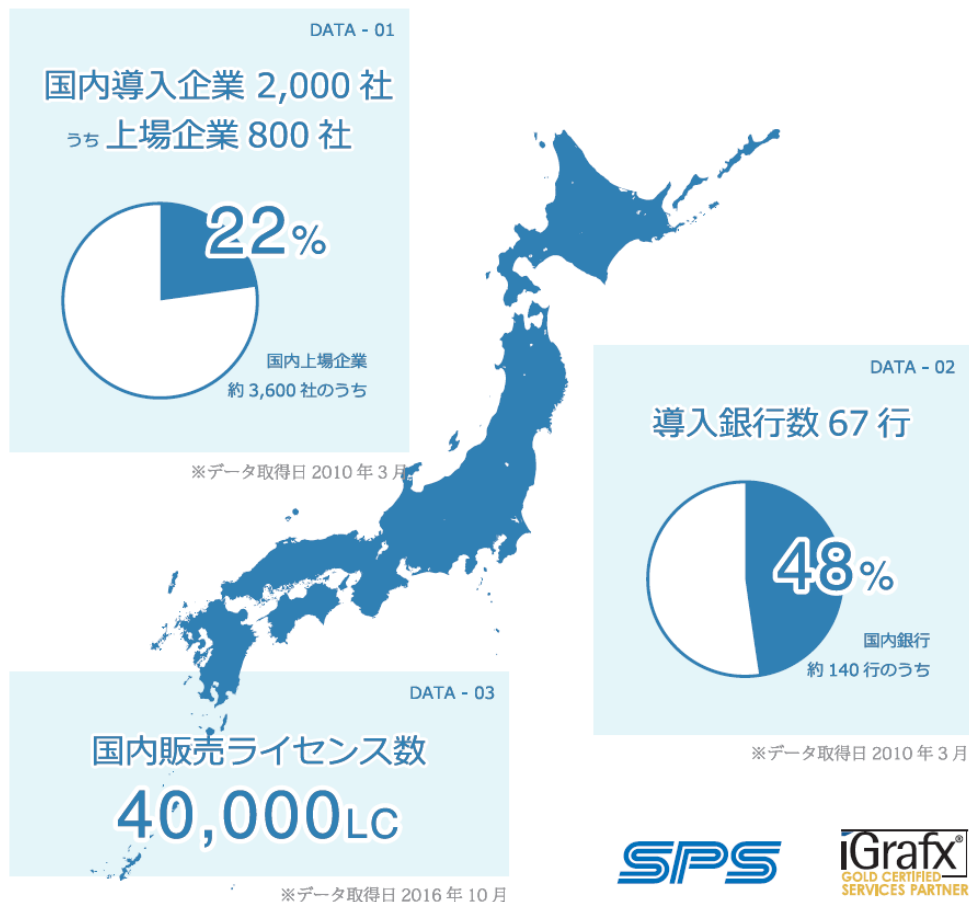 DATA - 01
国内導入企業 2,000 社
うち 上場企業 800 社
22%
国内上場企業
約 3,600 社のうち
※データ取得日 2010 年 3 月
DATA - 02
導入銀行数 67 行
48%
国内銀行
約 140 行のうち
※データ取得日 2010 年 3 月
DATA - 03
国内販売ライセンス数
40,000LC
※データ取得日 2016 年 10 月
SPS
iGrafx®
GOLD CERTIFIED
SERVICES PARTNER